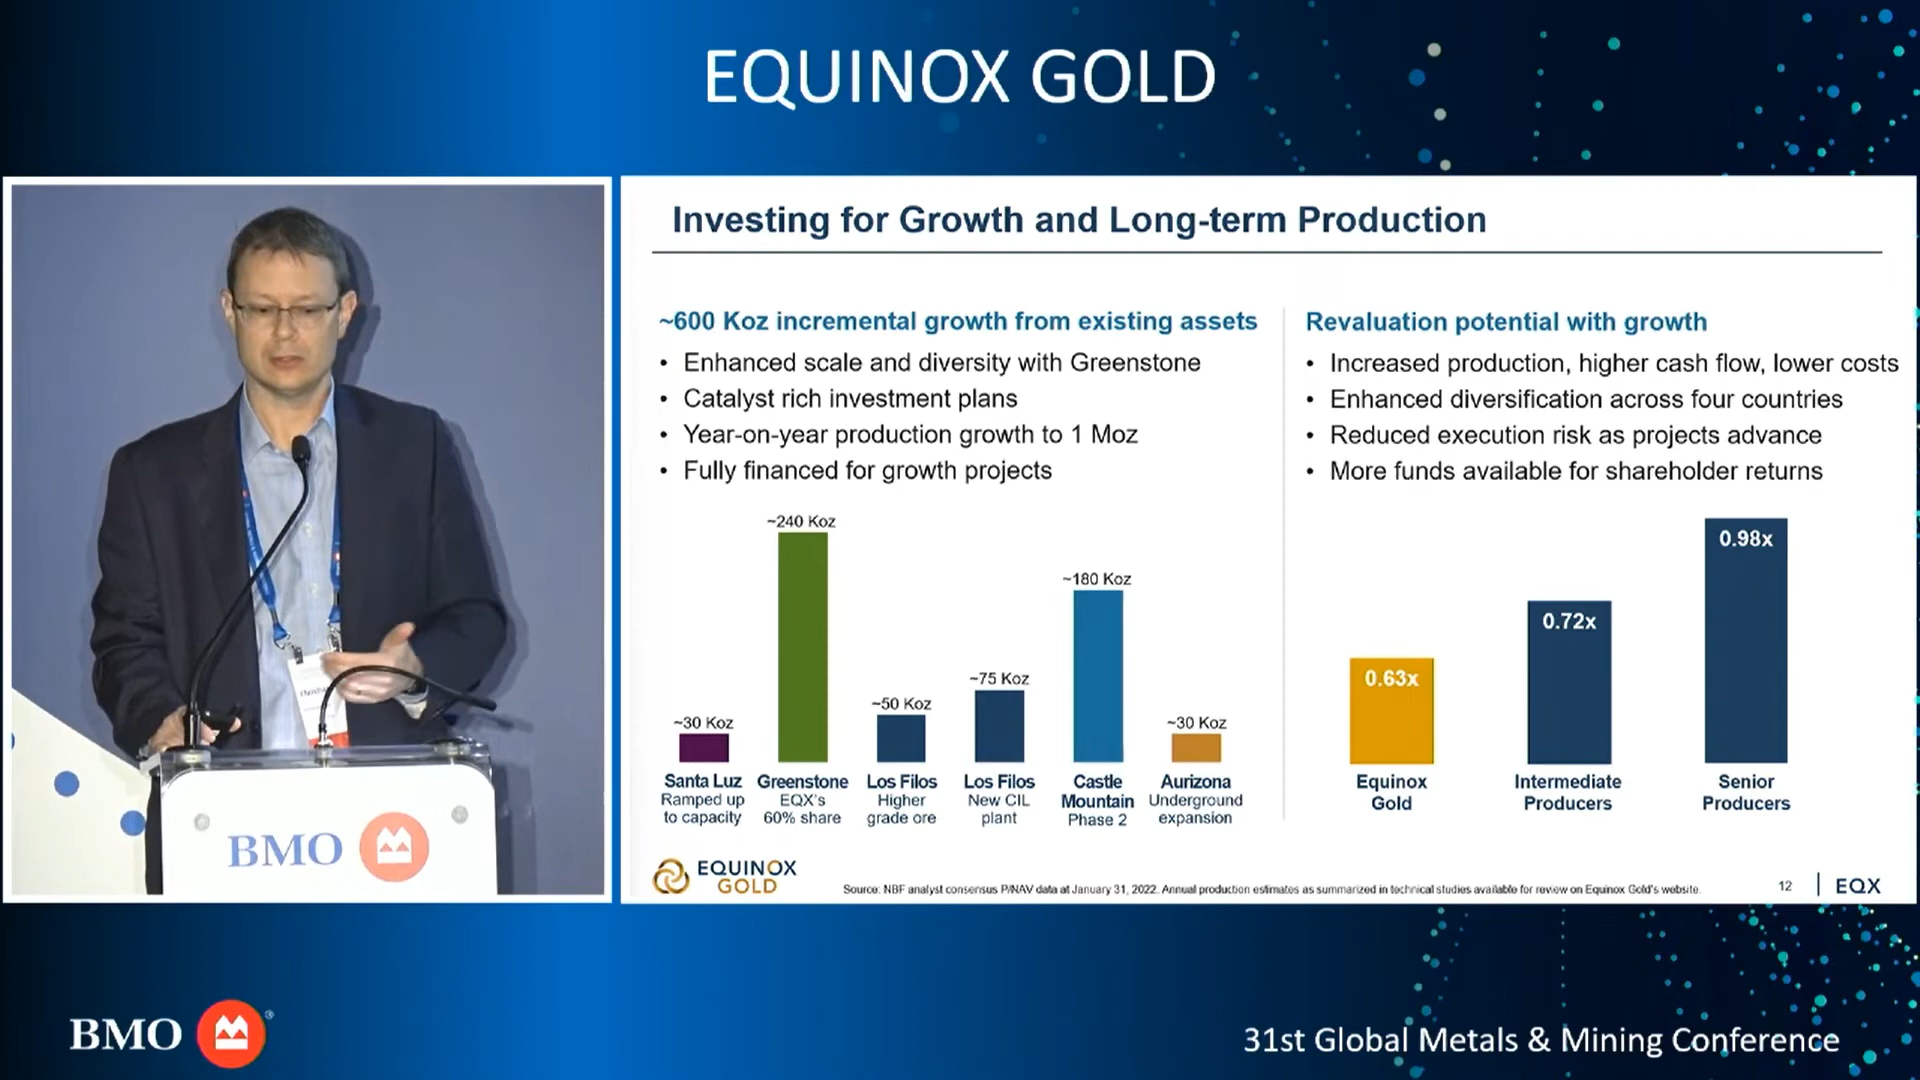 EQUINOX GOLD
Investing for Growth and Long-term Production
~600 Koz incremental growth from existing assets
• Enhanced scale and diversity with Greenstone
• Catalyst rich investment plans
• Year-on-year production growth to 1 Moz
• Fully financed for growth projects
~30 Koz
~240 Koz
~50 Koz
~75 Koz
~180 Koz
~30 Koz
Santa Luz
Ramped up
to capacity
Greenstone
EQX's
60% share
Los Filos
Higher
grade ore
Los Filos
New CIL
plant
Castle
Mountain
Phase 2
Aurizona
Underground
expansion
Revaluation potential with growth
• Increased production, higher cash flow, lower costs
• Enhanced diversification across four countries
• Reduced execution risk as projects advance
• More funds available for shareholder returns
0.63x
0.72x
0.98x
Equinox
Gold
Intermediate
Producers
Senior
Producers
EQUINOX
GOLD
Source: NBF analyst consensus P/NAV data at January 31, 2022. Annual production estimates as summarized in technical studies available for review on Equinox Gold's website.
12
EQX
BMO
BMO
31st Global Metals & Mining Conference